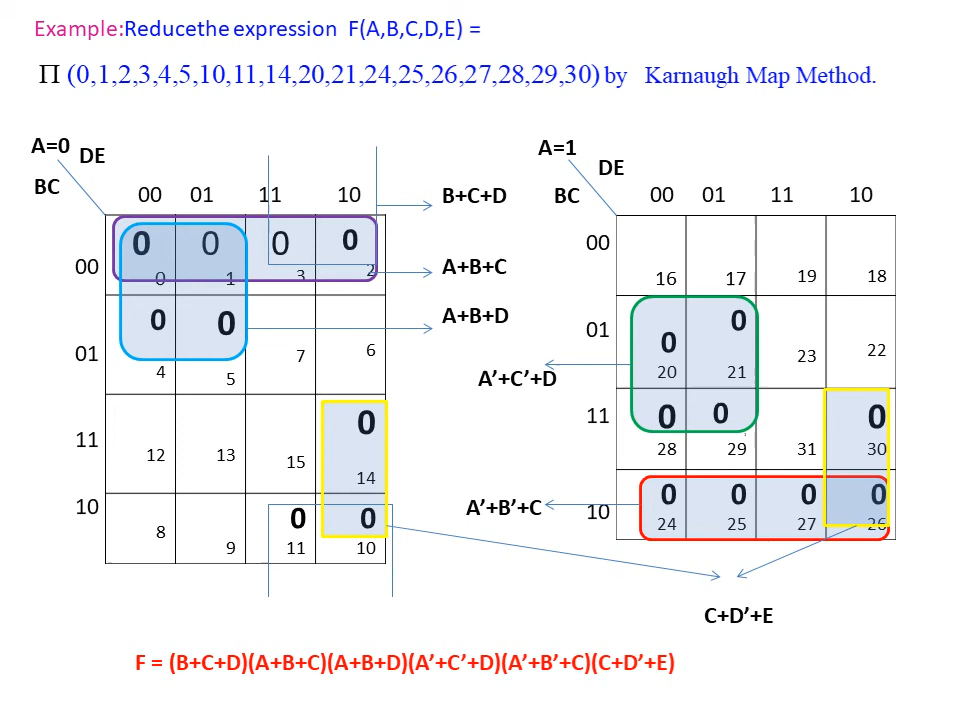 Example:Reducethe expression F(A,B,C,D,E) =
Π (0,1,2,3,4,5,10,11,14,20,21,24,25,26,27,28,29,30) by Karnaugh Map Method.
A=0 DE
BC 00 01 11 10
00 0 0 0 0
0 1 3 2
01 0 0
4 5 7 6
11 0
12 13 15 14
10 0 0
8 9 11 10
B+C+D
A+B+C
A+B+D
A=1 DE
BC 00 01 11 10
00
16 17 19 18
01 0 0
20 21 23 22
11 0 0 0
28 29 31 30
10 0 0 0 0
24 25 27 26
A’+C’+D
A’+B’+C
C+D’+E
F = (B+C+D)(A+B+C)(A+B+D)(A’+C’+D)(A’+B’+C)(C+D’+E)